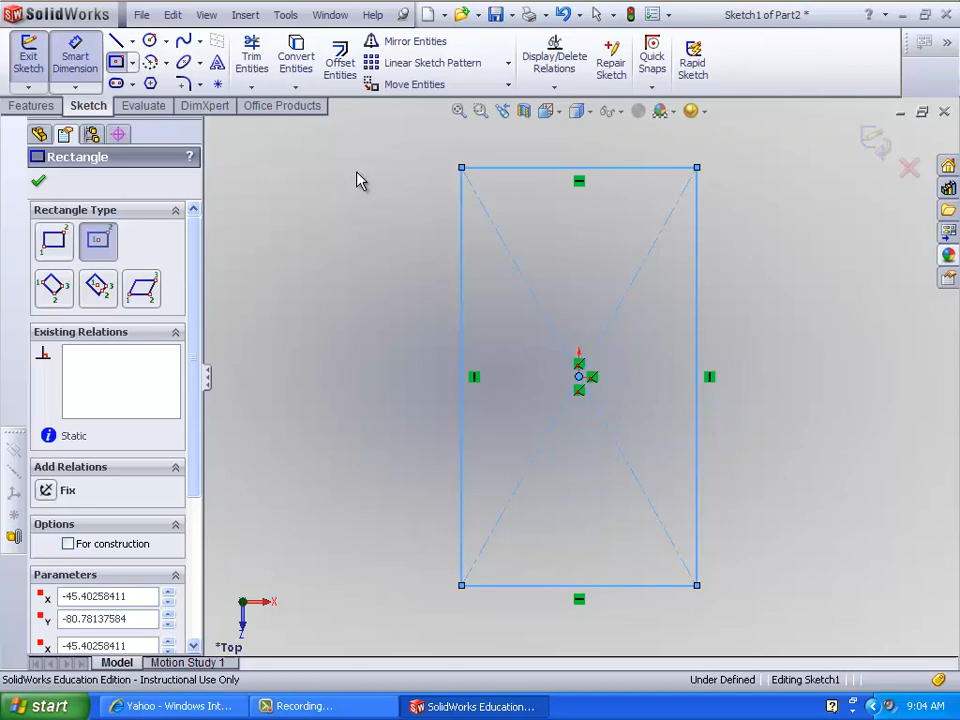 SolidWorks
File Edit View Insert Tools Window Help
Sketch1 of Part2 *
Exit Sketch
Smart Dimension
Trim Entities
Convert Entities
Offset Entities
Mirror Entities
Linear Sketch Pattern
Move Entities
Display/Delete Relations
Repair Sketch
Quick Snaps
Rapid Sketch
Features Sketch Evaluate DimXpert Office Products
Rectangle ?
Rectangle Type
Existing Relations
Static
Add Relations
Fix
Options
For construction
Parameters
X -45.40258411
Y -80.78137584
X -45.40258411
X
Z
*Top
Model Motion Study 1
SolidWorks Education Edition - Instructional Use Only
Under Defined Editing Sketch1
start
Yahoo - Windows Int...
Recording...
SolidWorks Education...
9:04 AM